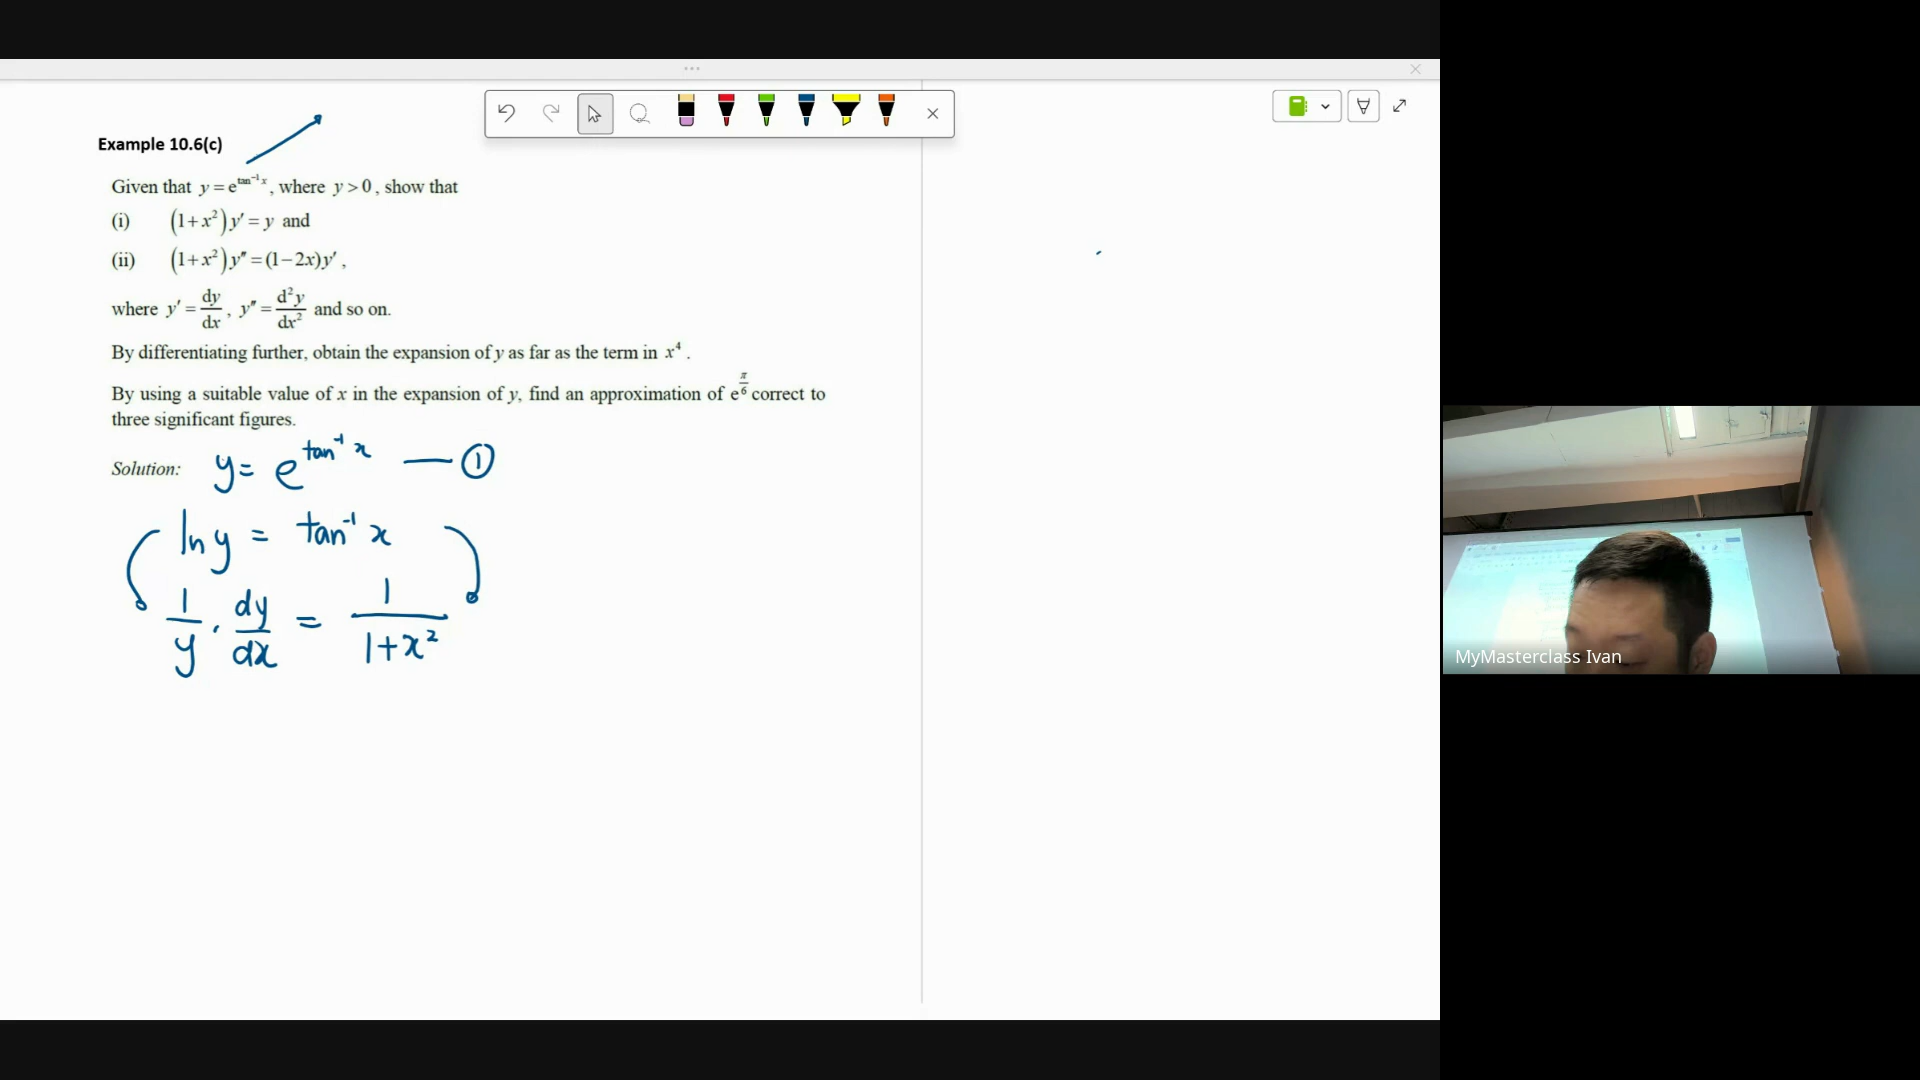 Example 10.6(c)
Given that y = e^{tan⁻¹ x}, where y > 0, show that
(i) (1 + x²) y′ = y and
(ii) (1 + x²) y″ = (1 − 2x)y′ ,
where y′ = dy/dx , y″ = d²y/dx² and so on.
By differentiating further, obtain the expansion of y as far as the term in x⁴ .
By using a suitable value of x in the expansion of y, find an approximation of e^{π/6} correct to
three significant figures.
Solution: y = e^{tan⁻¹ x} — ①
ln y = tan⁻¹ x
1/y · dy/dx = 1/(1+x²)
MyMasterclass Ivan